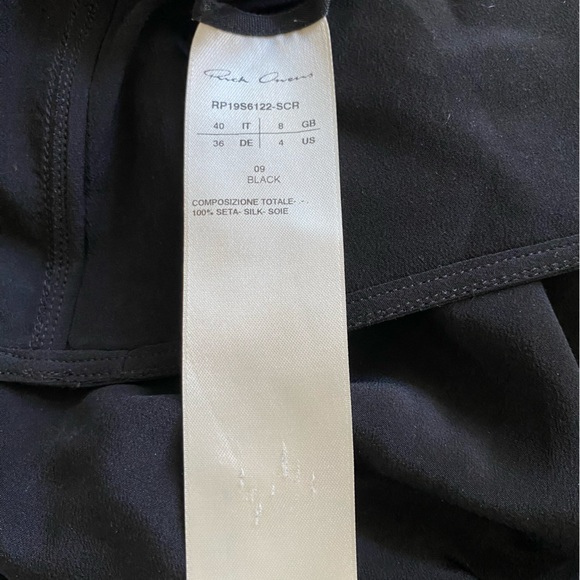 Rick Owens
RP19S6122-SCR
40 IT 8 GB
36 DE 4 US
09
BLACK
COMPOSIZIONE TOTALE- -
100% SETA- SILK- SOIE